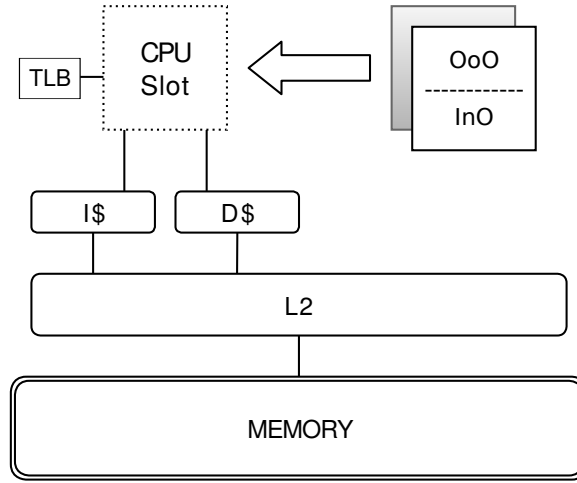 CPU
Slot
TLB
OoO
InO
I$
D$
L2
MEMORY